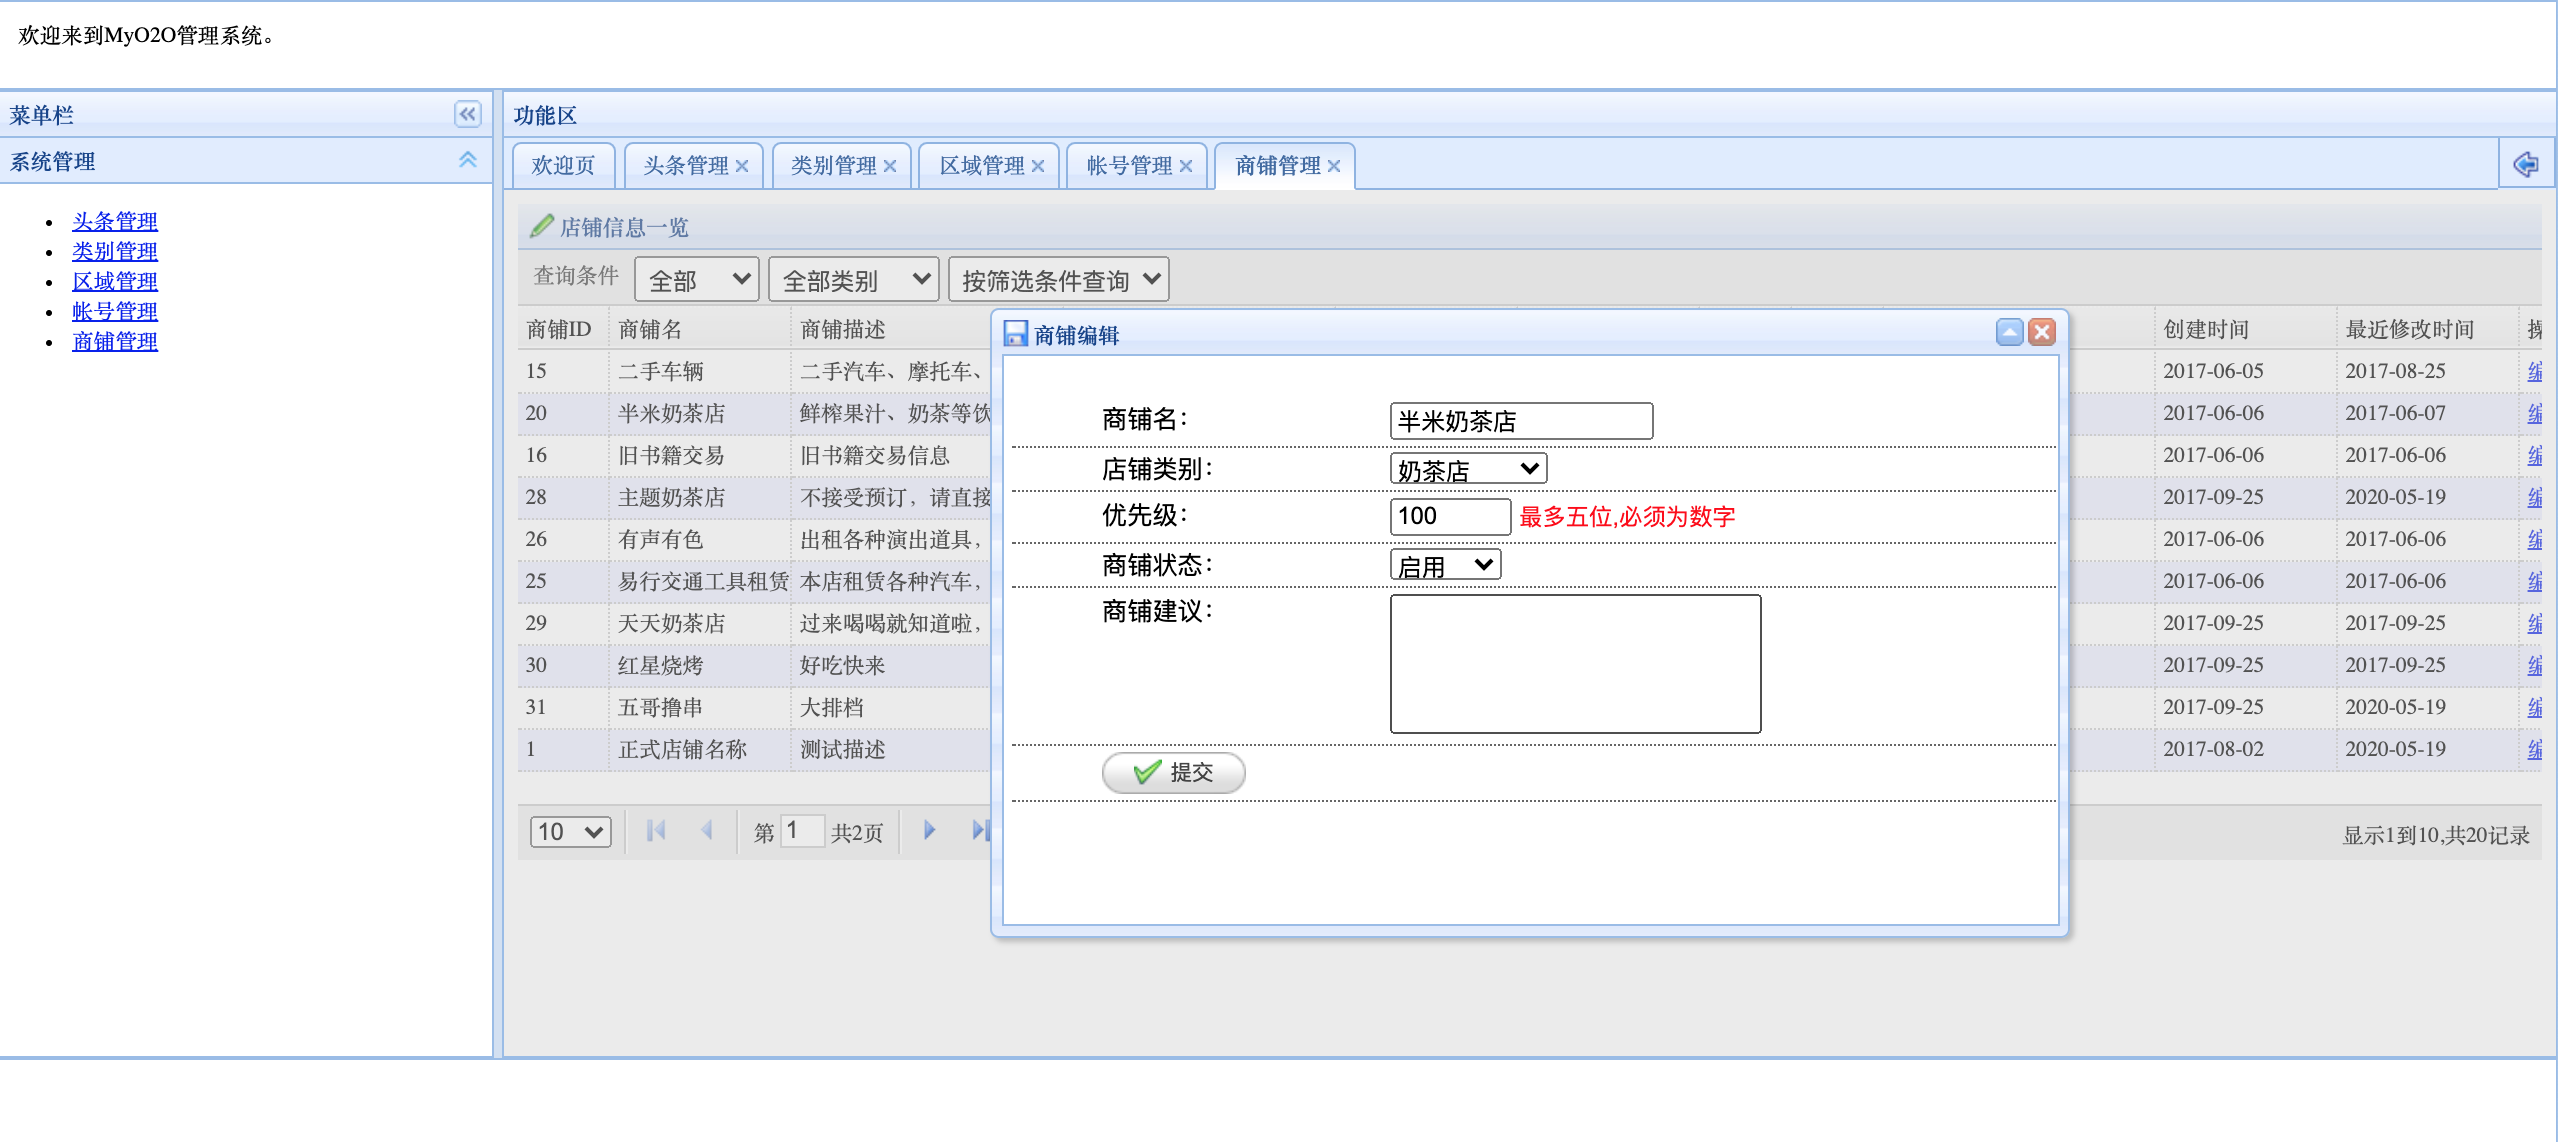 欢迎来到MyO2O管理系统。
菜单栏
系统管理
头条管理
类别管理
区域管理
帐号管理
商铺管理
功能区
欢迎页 头条管理 类别管理 区域管理 帐号管理 商铺管理
店铺信息一览
查询条件 全部 全部类别 按筛选条件查询
商铺ID 商铺名 商铺描述 创建时间 最近修改时间
15 二手车辆 二手汽车、摩托车、 2017-06-05 2017-08-25
20 半米奶茶店 鲜榨果汁、奶茶等饮 2017-06-06 2017-06-07
16 旧书籍交易 旧书籍交易信息 2017-06-06 2017-06-06
28 主题奶茶店 不接受预订，请直接 2017-09-25 2020-05-19
26 有声有色 出租各种演出道具， 2017-06-06 2017-06-06
25 易行交通工具租赁 本店租赁各种汽车， 2017-06-06 2017-06-06
29 天天奶茶店 过来喝喝就知道啦， 2017-09-25 2017-09-25
30 红星烧烤 好吃快来 2017-09-25 2017-09-25
31 五哥撸串 大排档 2017-09-25 2020-05-19
1 正式店铺名称 测试描述 2017-08-02 2020-05-19
10 第 1 共2页 显示1到10,共20记录
商铺编辑
商铺名： 半米奶茶店
店铺类别： 奶茶店
优先级： 100 最多五位,必须为数字
商铺状态： 启用
商铺建议：
提交